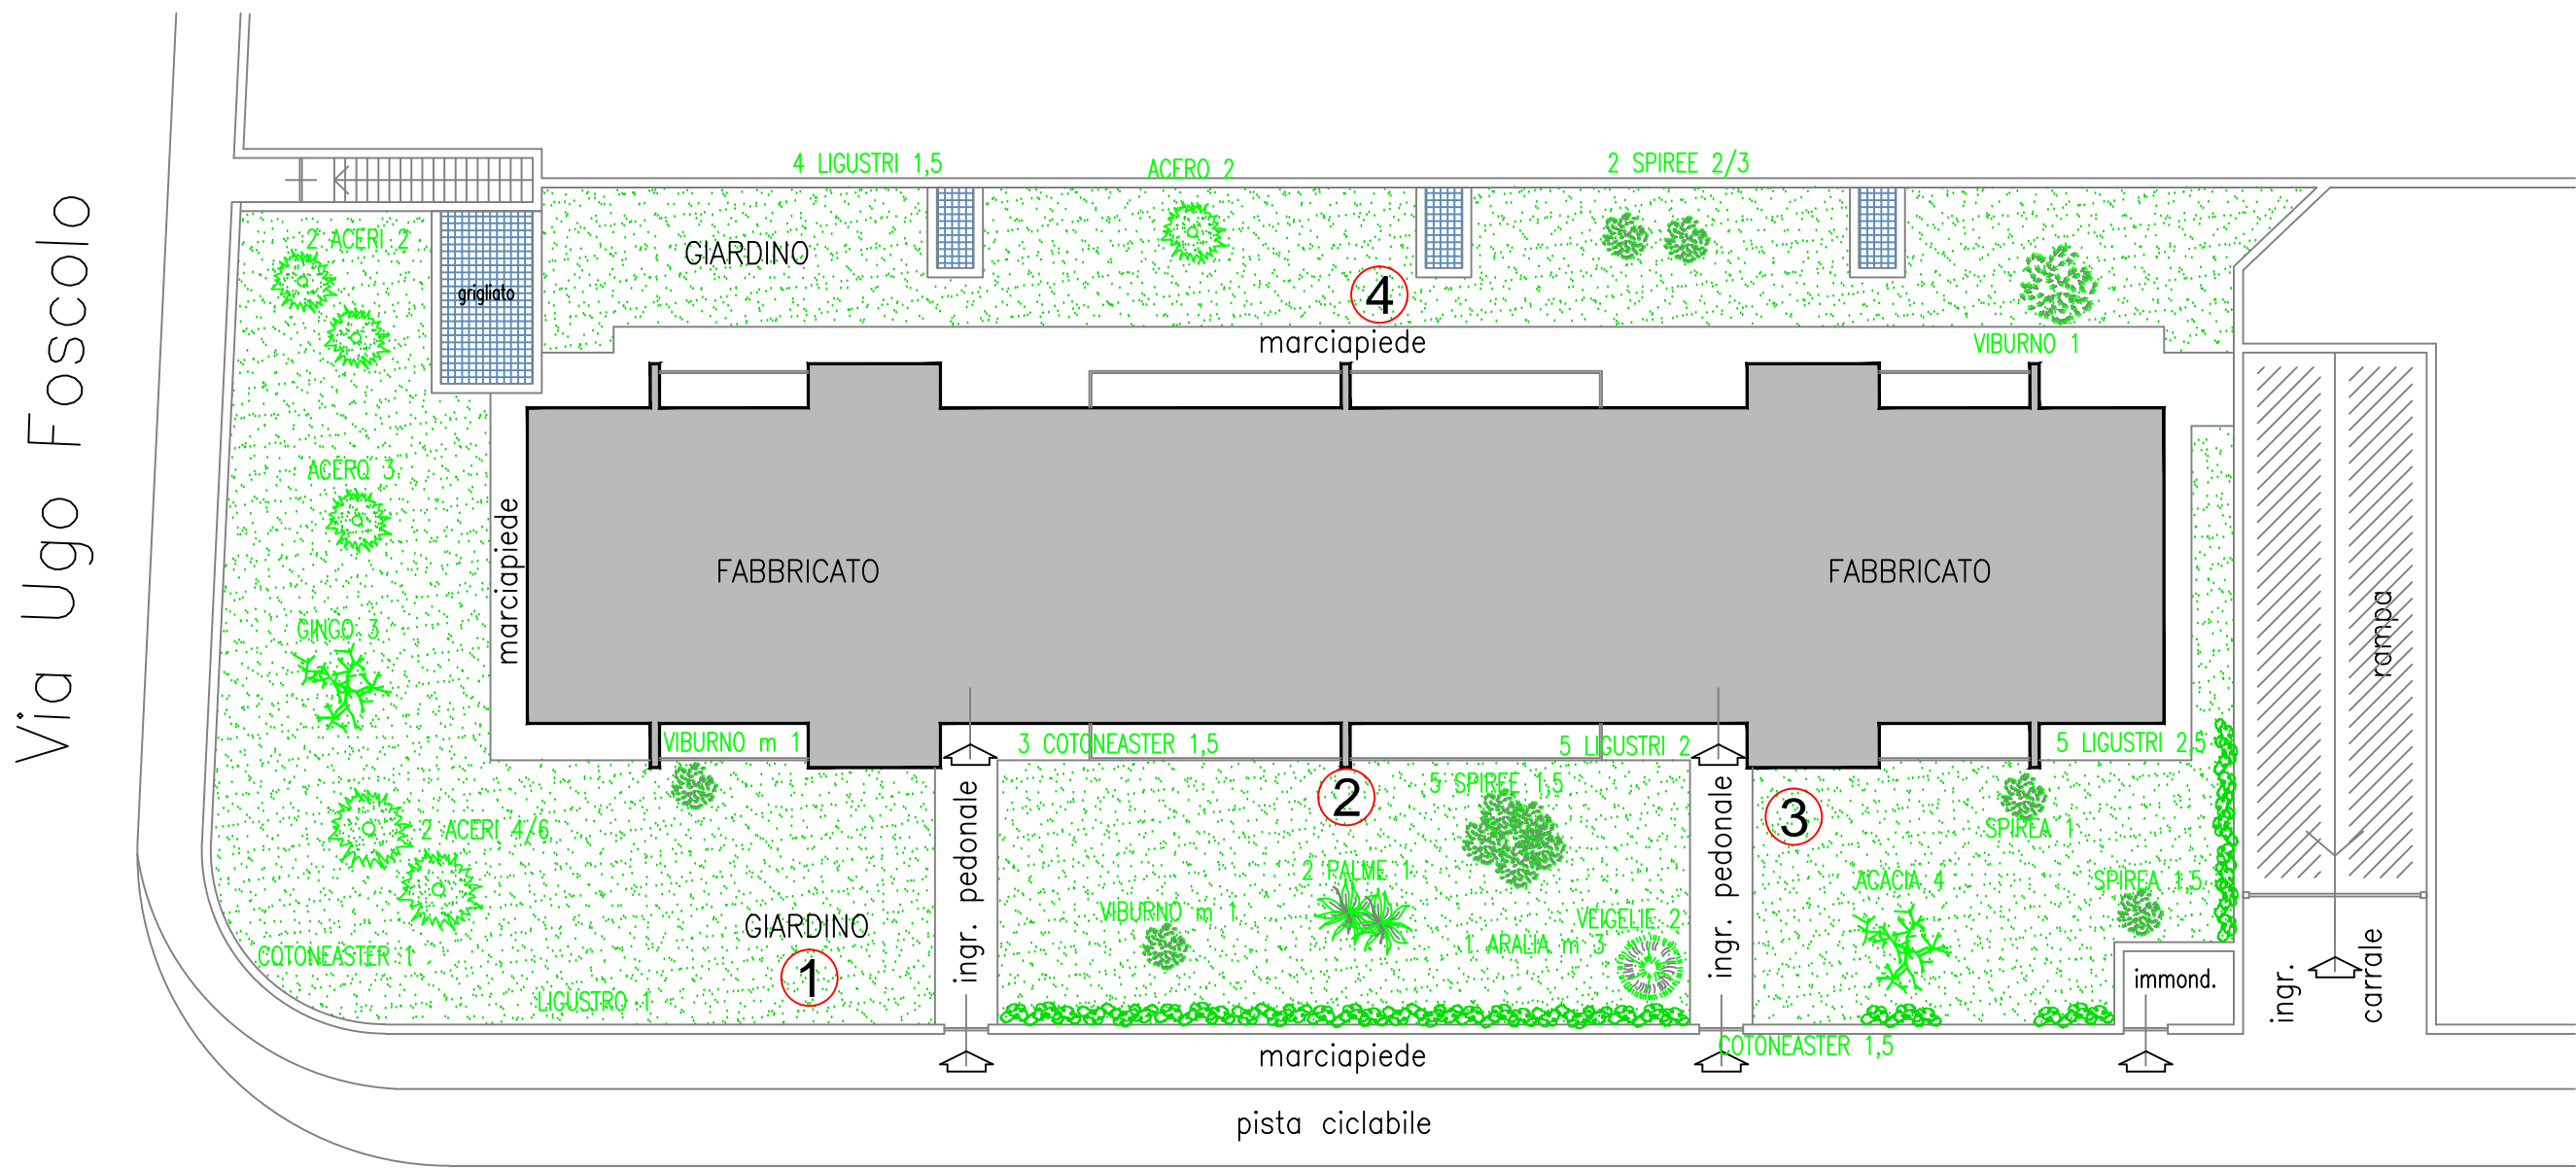 Via Ugo Foscolo
4 LIGUSTRI 1,5
ACERO 2
2 SPIREE 2/3
2 ACERI 2
GIARDINO
grigliato
4
marciapiede
VIBURNO 1
ACERO 3
marciapiede
FABBRICATO
FABBRICATO
rampa
GINGO 3
VIBURNO m 1
3 COTONEASTER 1,5
5 LIGUSTRI 2
5 LIGUSTRI 2,5
5 SPIREE 1,5
2
3
2 ACERI 4/6
SPIREA 1
ingr. pedonale
ingr. pedonale
2 PALME 1
ACACIA 4
SPIREA 1,5
VIBURNO m 1
VEIGELIE 2
GIARDINO
1 ARALIA m 3
COTONEASTER 1
1
immond.
ingr.
carrale
LIGUSTRO 1
COTONEASTER 1,5
marciapiede
pista ciclabile